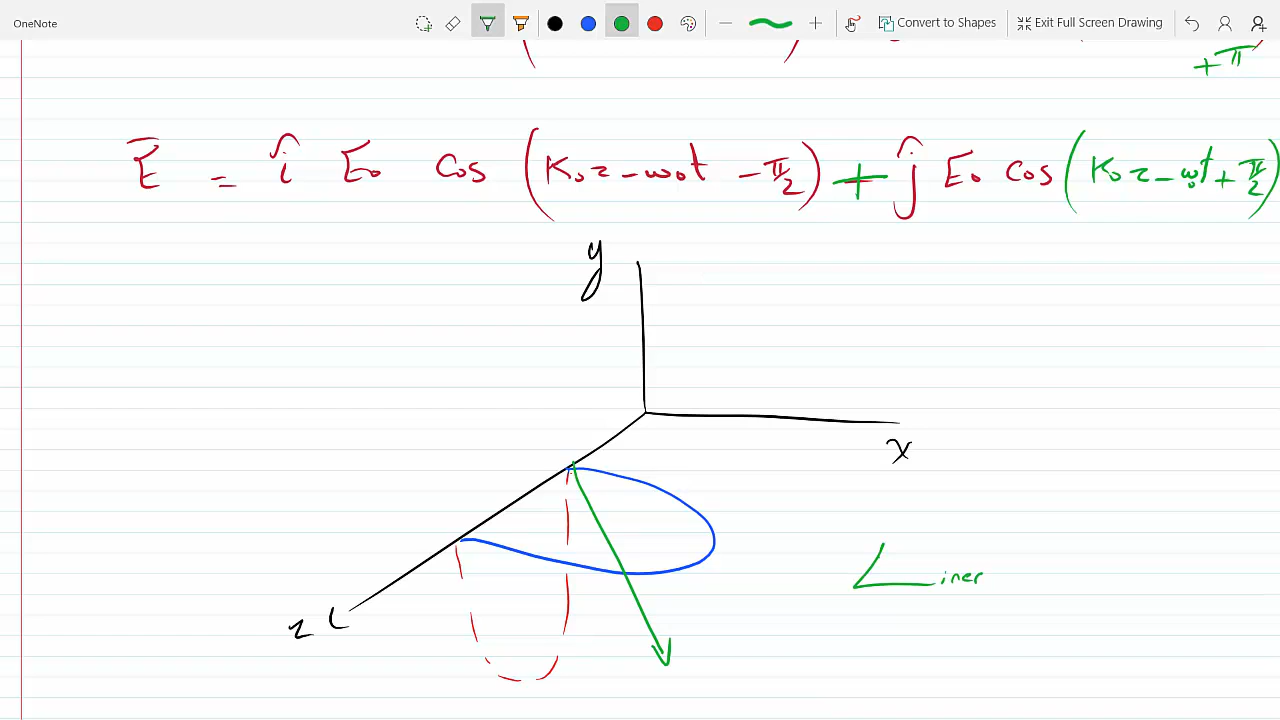 OneNote
Convert to Shapes
Exit Full Screen Drawing
+ π
E̅ = î E₀ Cos (K₀z - ω₀t - π/2) + ĵ E₀ Cos (K₀z - ω₀t + π/2)
y
x
z
Liner